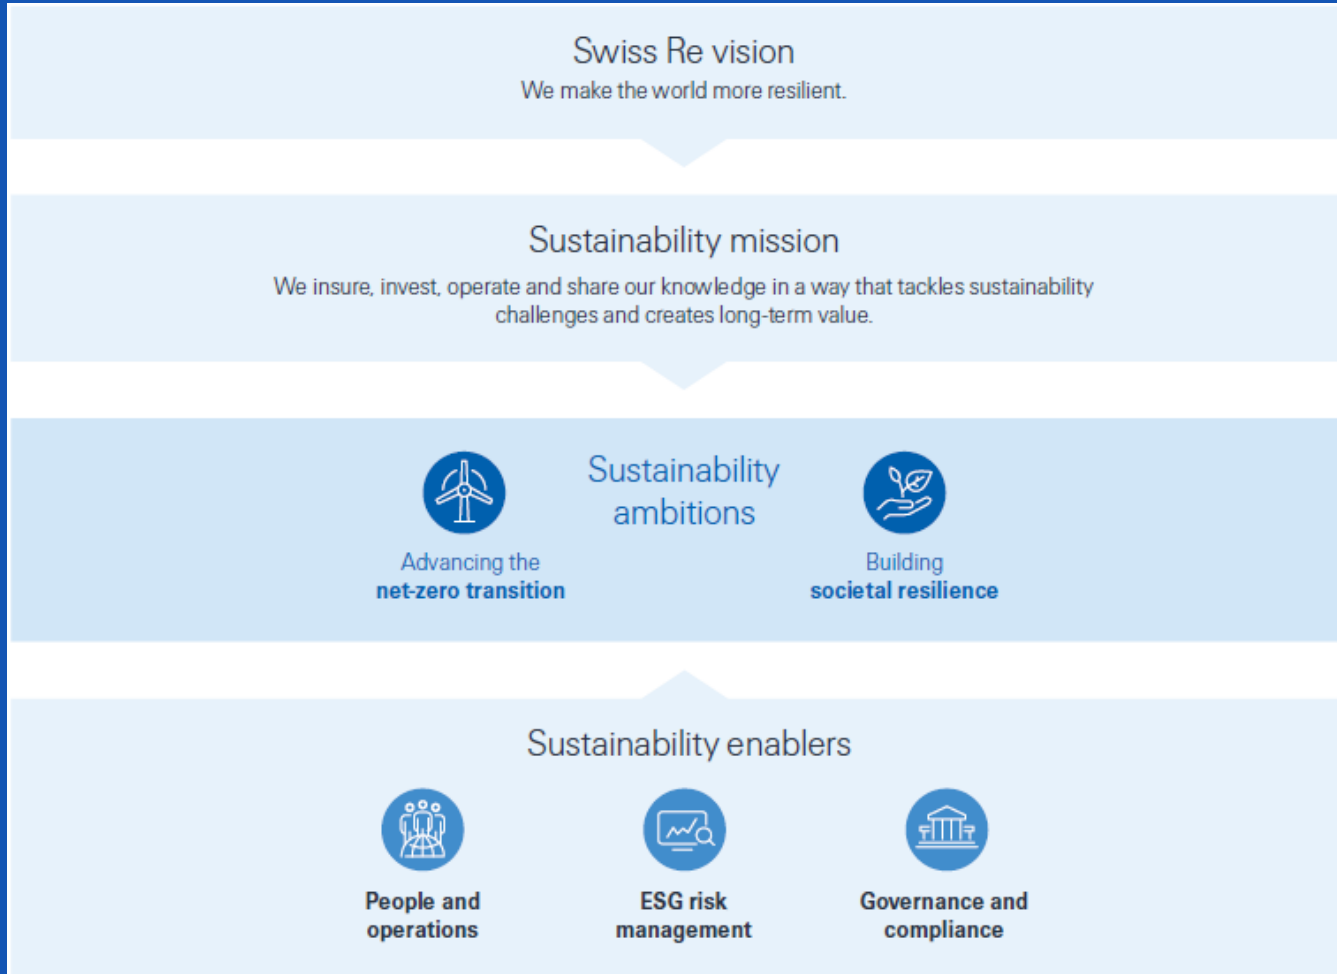 Swiss Re vision
We make the world more resilient.
Sustainability mission
We insure, invest, operate and share our knowledge in a way that tackles sustainability
challenges and creates long-term value.
Sustainability
ambitions
Advancing the
net-zero transition
Building
societal resilience
Sustainability enablers
People and
operations
ESG risk
management
Governance and
compliance